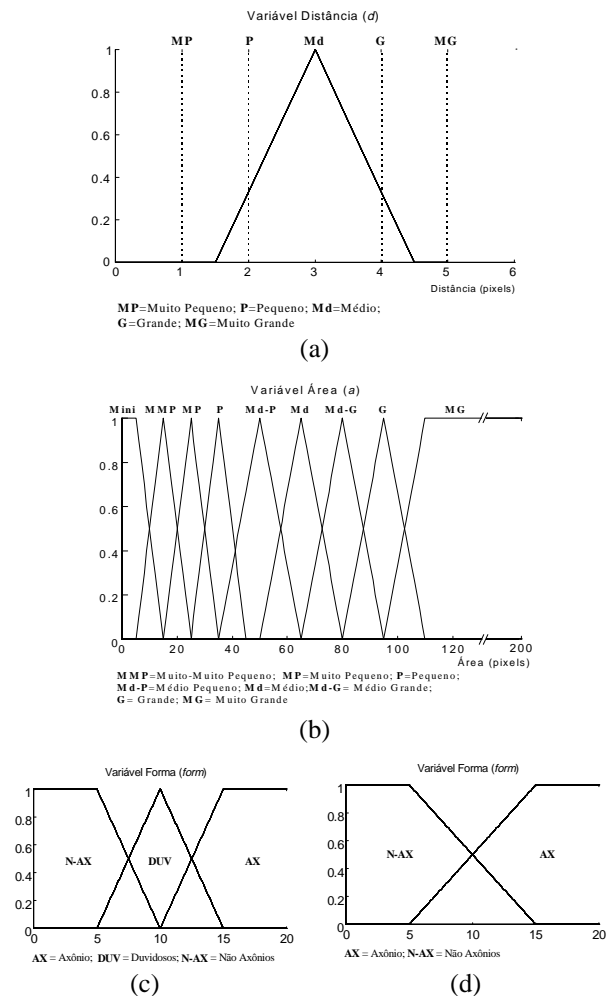 Variável Distância (d)
MP P Md G MG
1
0.8
0.6
0.4
0.2
0
0 1 2 3 4 5 6
Distância (pixels)
MP=Muito Pequeno; P=Pequeno; Md=Médio;
G=Grande; MG=Muito Grande
(a)
Variável Área (a)
Mini MMP MP P Md-P Md Md-G G MG
1
0.8
0.6
0.4
0.2
0
0 20 40 60 80 100 120 200
Área (pixels)
MMP=Muito-Muito Pequeno; MP=Muito Pequeno; P=Pequeno;
Md-P=Médio Pequeno; Md=Médio; Md-G= Médio Grande;
G= Grande; MG= Muito Grande
(b)
Variável Forma (form)
1
0.8
0.6
0.4
0.2
0
N-AX DUV AX
0 5 10 15 20
AX = Axônio; DUV = Duvidosos; N-AX = Não Axônios
(c)
Variável Forma (form)
1
0.8
0.6
0.4
0.2
0
N-AX AX
0 5 10 15 20
AX = Axônio; N-AX = Não Axônios
(d)